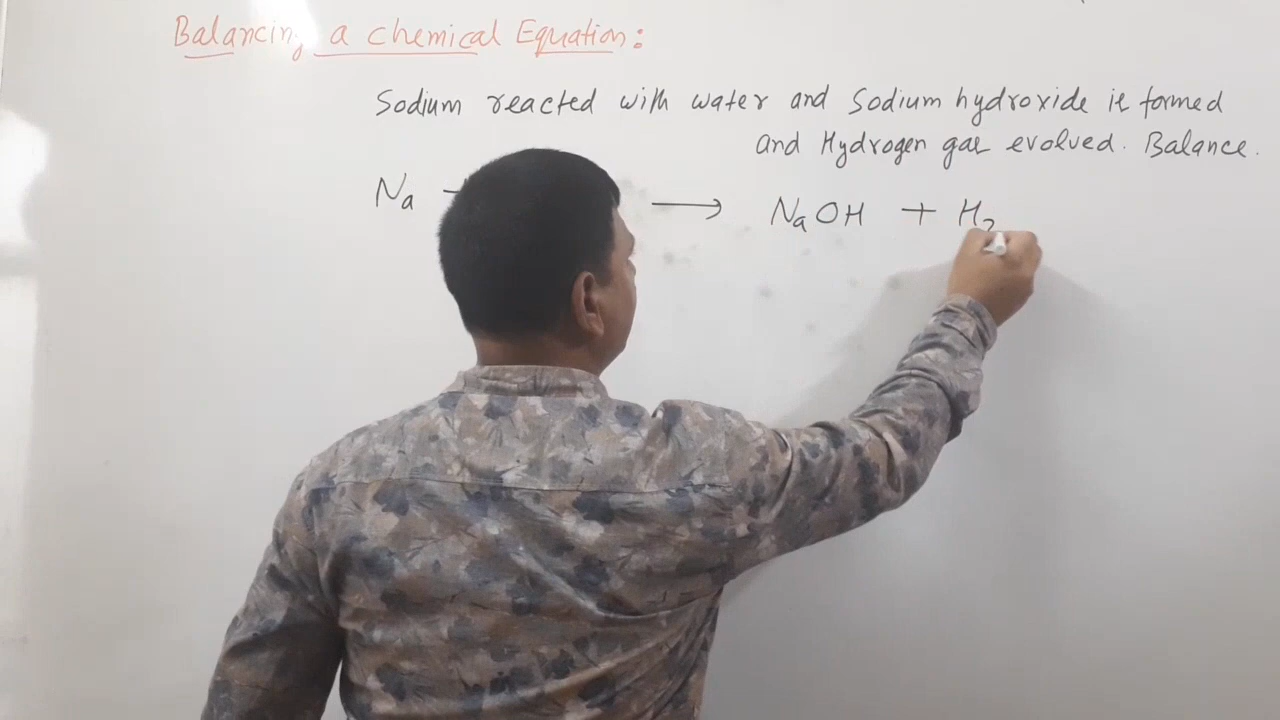 Balancing a chemical Equation:
Sodium reacted with water and Sodium hydroxide is formed
and Hydrogen gas evolved. Balance.
Na + → NaOH + H2